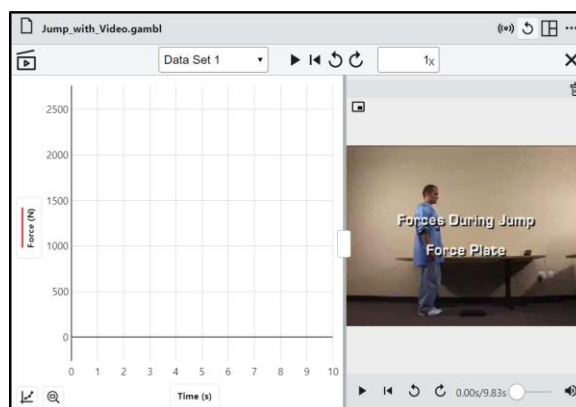 Jump_with_Video.gambl
Data Set 1
1x
2500
2000
1500
1000
500
0
Force (N)
0 1 2 3 4 5 6 7 8 9 10
Time (s)
Forces During Jump
Force Plate
0.00s/9.83s